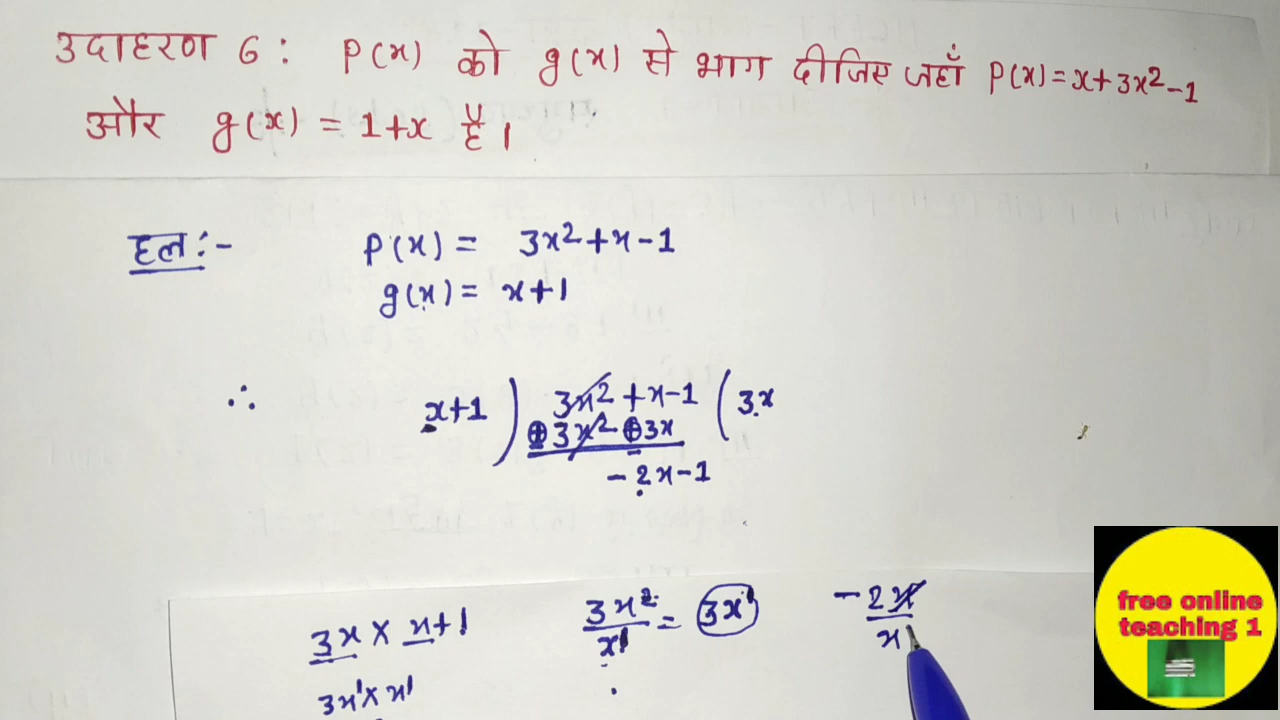 उदाहरण 6 : P(x) को g(x) से भाग दीजिए जहाँ P(x) = x+3x²-1
और g(x) = 1+x है।
हल :-
P(x) = 3x²+x-1
g(x) = x+1
∴ x+1 ) 3x²+x-1 ( 3x
⊕3x² ⊕3x
- -
-2x-1
3x × x+1
3x²/x¹ = 3x¹
-2x/x
3x¹×x¹
free online
teaching 1